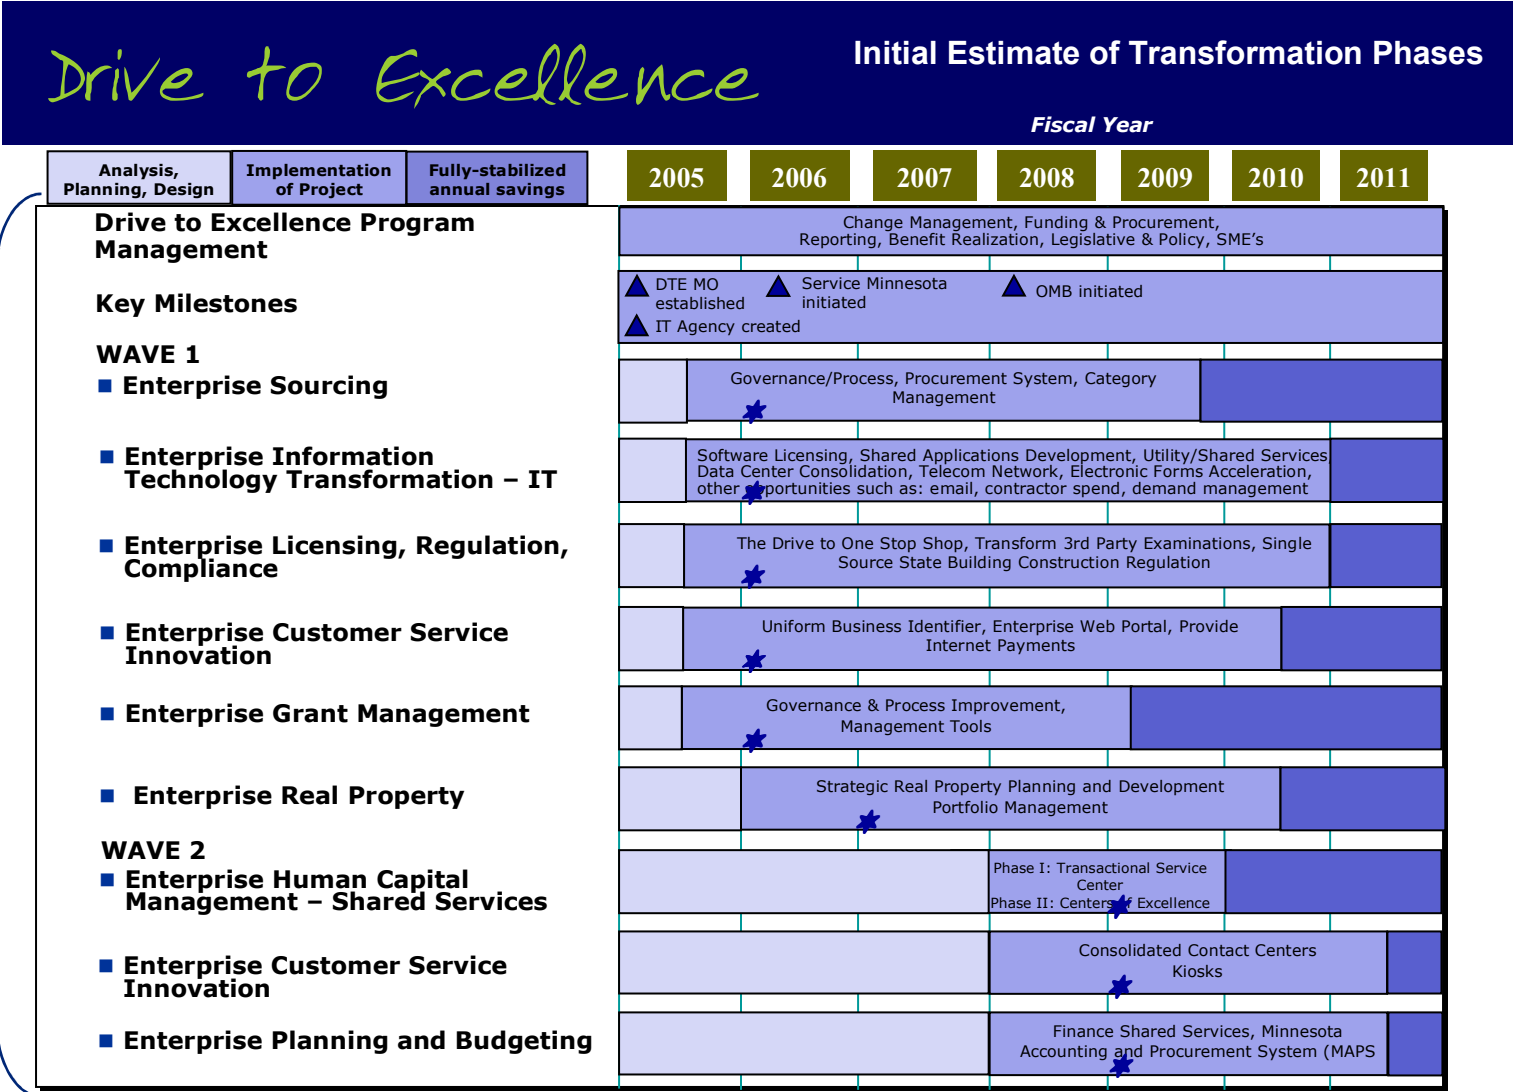 Drive to Excellence
Initial Estimate of Transformation Phases
Fiscal Year
Analysis,
Planning, Design
Implementation
of Project
Fully-stabilized
annual savings
2005 2006 2007 2008 2009 2010 2011
Drive to Excellence Program
Management
Change Management, Funding & Procurement,
Reporting, Benefit Realization, Legislative & Policy, SME's
Key Milestones
DTE MO
established
Service Minnesota
initiated
OMB initiated
IT Agency created
WAVE 1
Enterprise Sourcing
Governance/Process, Procurement System, Category
Management
Enterprise Information
Technology Transformation – IT
Software Licensing, Shared Applications Development, Utility/Shared Services,
Data Center Consolidation, Telecom Network, Electronic Forms Acceleration,
other opportunities such as: email, contractor spend, demand management
Enterprise Licensing, Regulation,
Compliance
The Drive to One Stop Shop, Transform 3rd Party Examinations, Single
Source State Building Construction Regulation
Enterprise Customer Service
Innovation
Uniform Business Identifier, Enterprise Web Portal, Provide
Internet Payments
Enterprise Grant Management
Governance & Process Improvement,
Management Tools
Enterprise Real Property
Strategic Real Property Planning and Development
Portfolio Management
WAVE 2
Enterprise Human Capital
Management – Shared Services
Phase I: Transactional Service
Center
Phase II: Centers of Excellence
Enterprise Customer Service
Innovation
Consolidated Contact Centers
Kiosks
Enterprise Planning and Budgeting
Finance Shared Services, Minnesota
Accounting and Procurement System (MAPS